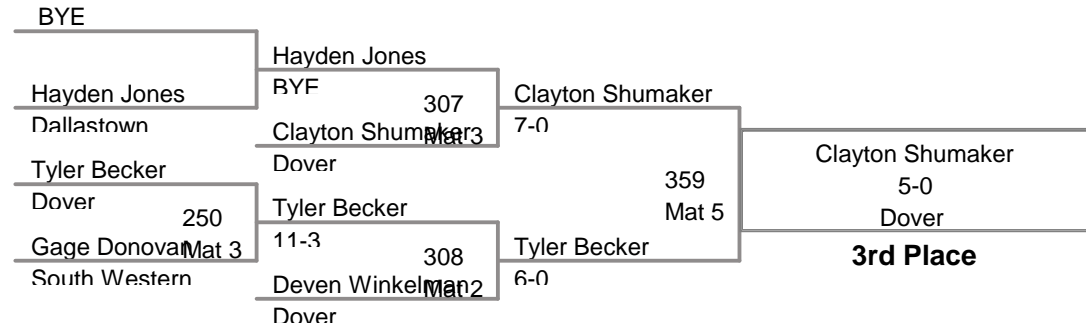 BYE
Hayden Jones
Dallastown
Tyler Becker
Dover
250
Mat 3
Gage Donovan
South Western
Hayden Jones
BYE
307
Mat 3
Clayton Shumaker
Dover
Tyler Becker
11-3
308
Mat 2
Deven Winkelman
Dover
Clayton Shumaker
7-0
359
Mat 5
Tyler Becker
6-0
Clayton Shumaker
5-0
Dover
3rd Place